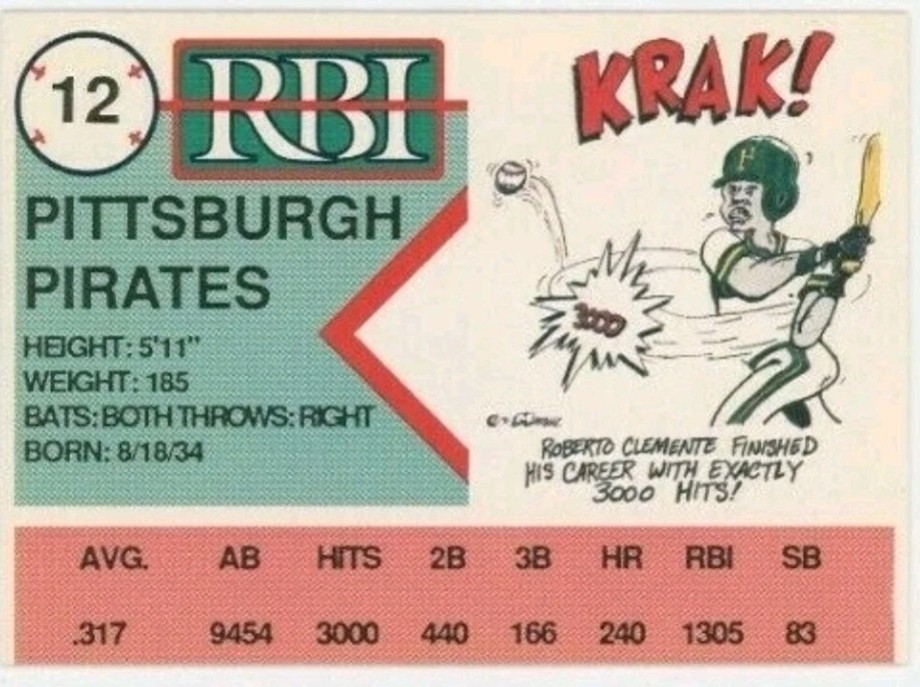 12
RBI
PITTSBURGH
PIRATES
HEIGHT: 5'11"
WEIGHT: 185
BATS: BOTH THROWS: RIGHT
BORN: 8/18/34
KRAK!
P
3000
ROBERTO CLEMENTE FINISHED
HIS CAREER WITH EXACTLY
3000 HITS!
AVG. AB HITS 2B 3B HR RBI SB
.317 9454 3000 440 166 240 1305 83